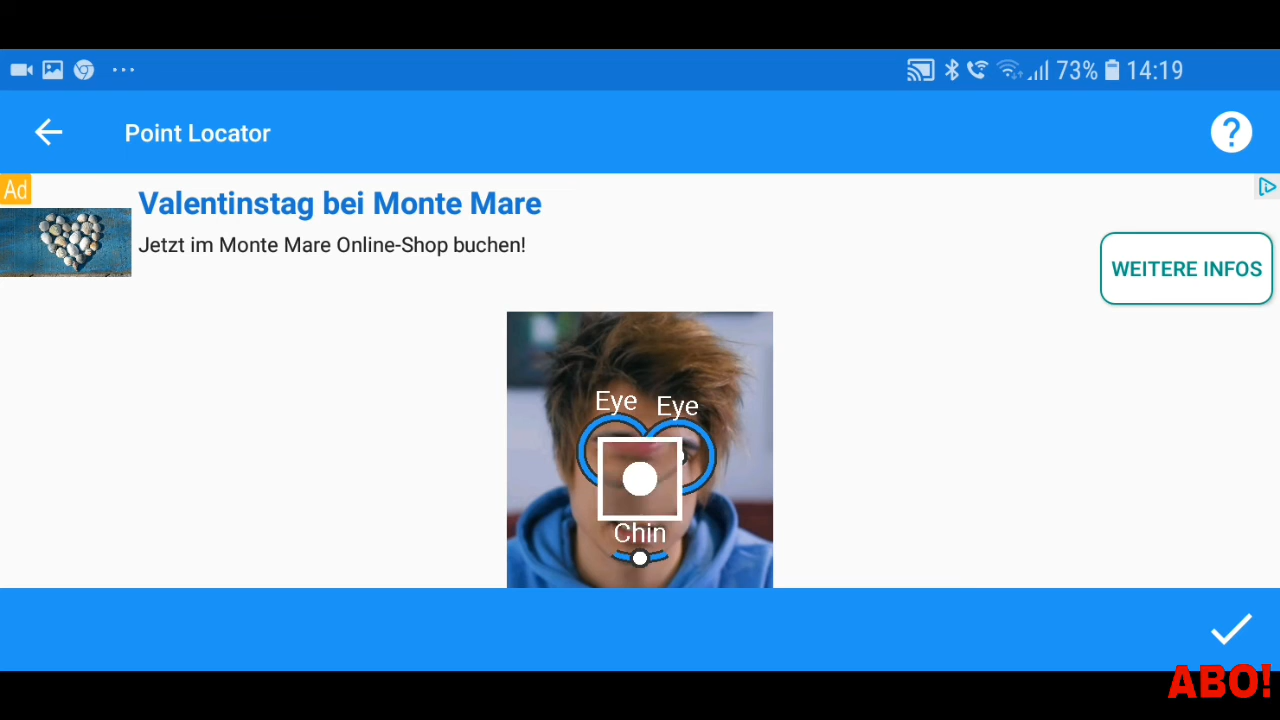 73% 14:19
Point Locator
Ad
Valentinstag bei Monte Mare
Jetzt im Monte Mare Online-Shop buchen!
WEITERE INFOS
Eye Eye
Chin
ABO!